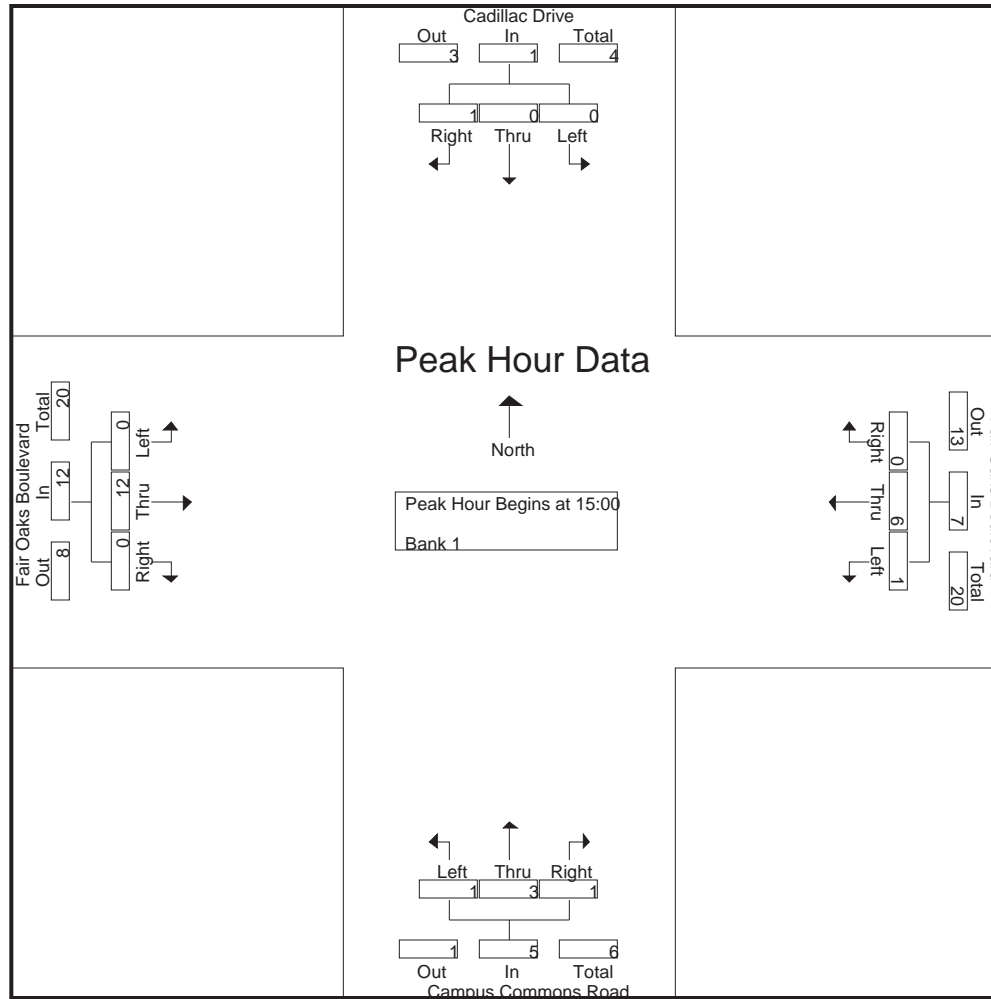 Cadillac Drive
Out In Total
3 1 4
1 0 0
Right Thru Left
Peak Hour Data
North
Peak Hour Begins at 15:00
Bank 1
Fair Oaks Boulevard
Out In Total
8 12 20
Right Thru Left
0 12 0
Right Thru Left
0 6 1
Out In Total
13 7 20
Left Thru Right
1 3 1
1 5 6
Out In Total
Campus Commons Road